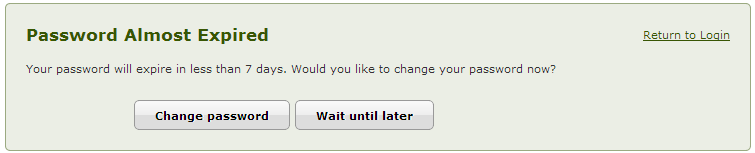 Password Almost Expired
Return to Login
Your password will expire in less than 7 days. Would you like to change your password now?
Change password
Wait until later